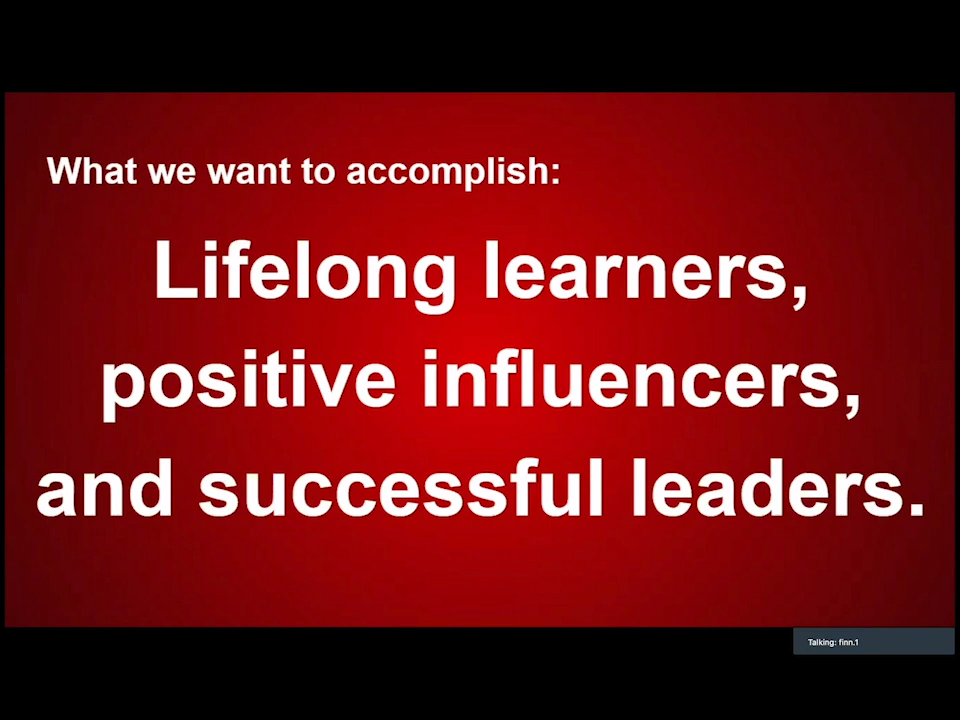 What we want to accomplish:
Lifelong learners,
positive influencers,
and successful leaders.
Talking: finn.1